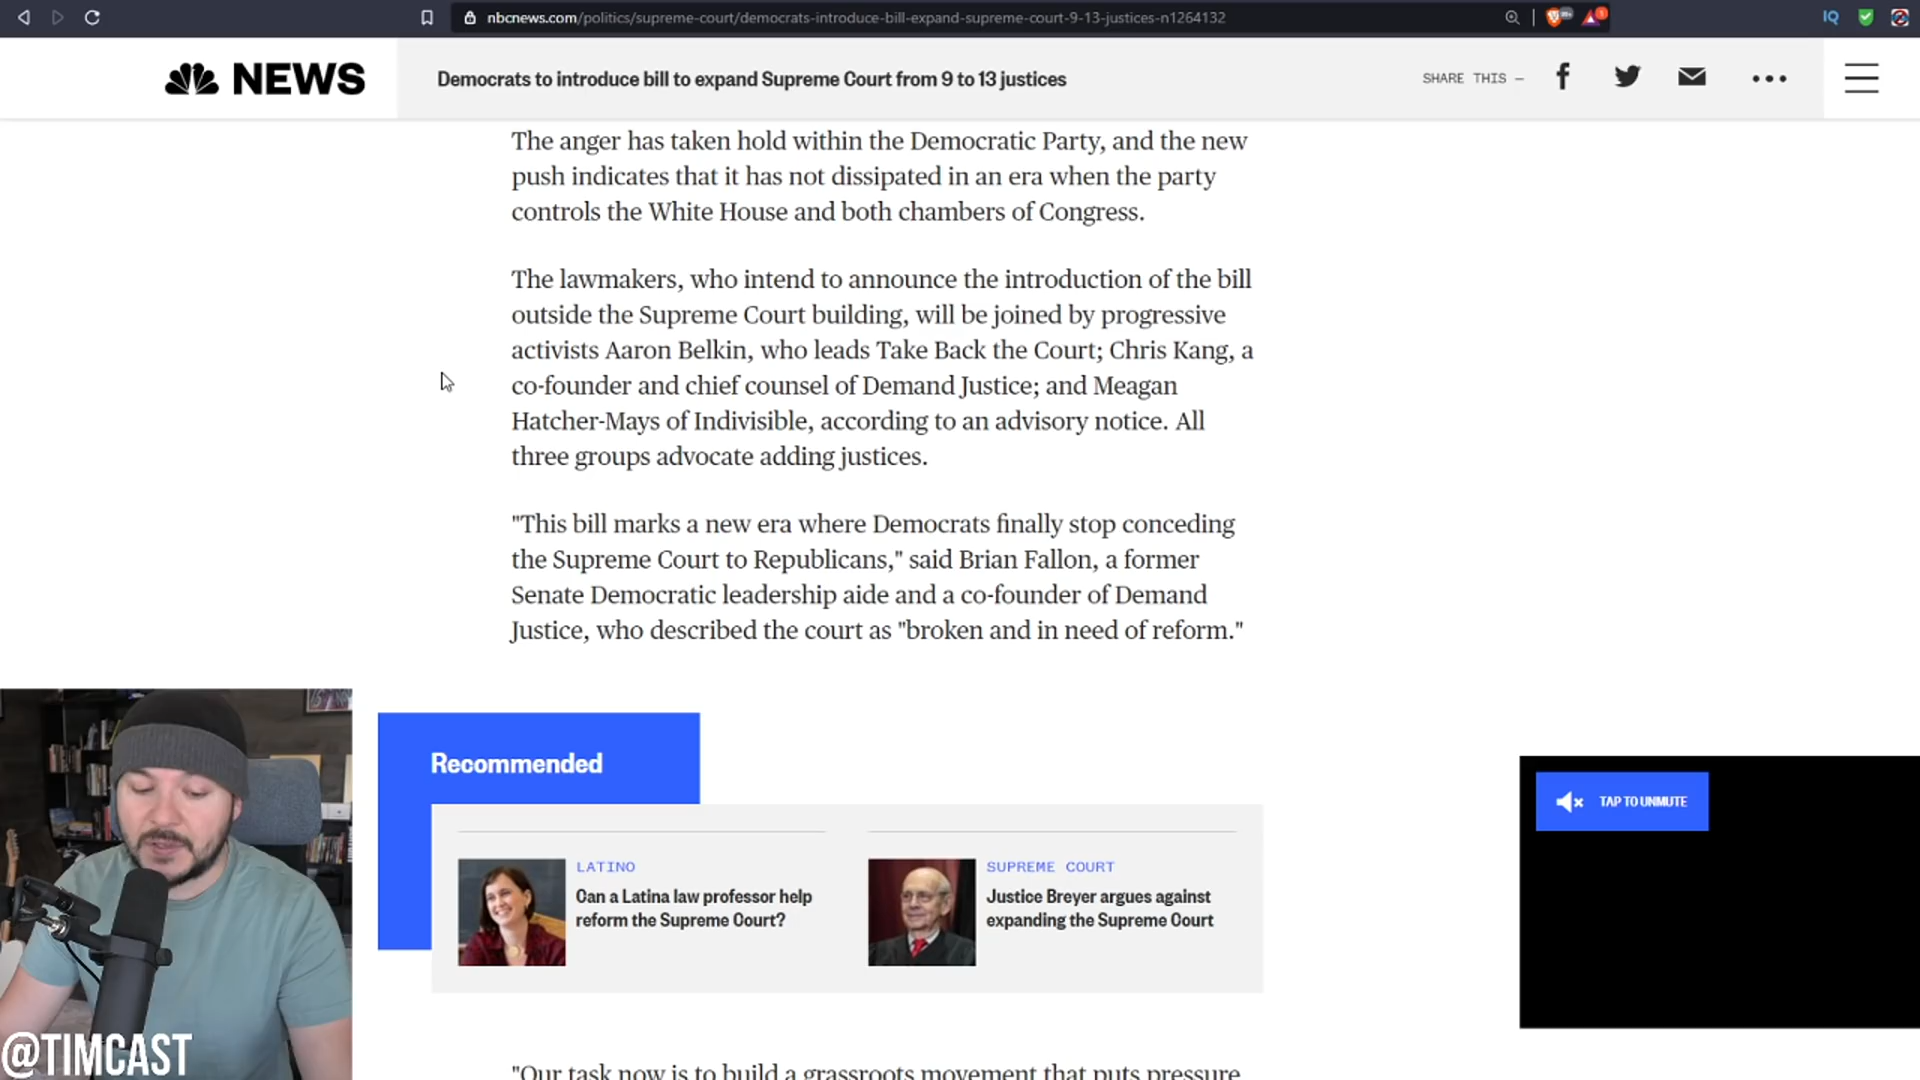 nbcnews.com/politics/supreme-court/democrats-introduce-bill-expand-supreme-court-9-13-justices-n1264132
IQ
NEWS
Democrats to introduce bill to expand Supreme Court from 9 to 13 justices
SHARE THIS —
The anger has taken hold within the Democratic Party, and the new
push indicates that it has not dissipated in an era when the party
controls the White House and both chambers of Congress.
The lawmakers, who intend to announce the introduction of the bill
outside the Supreme Court building, will be joined by progressive
activists Aaron Belkin, who leads Take Back the Court; Chris Kang, a
co-founder and chief counsel of Demand Justice; and Meagan
Hatcher-Mays of Indivisible, according to an advisory notice. All
three groups advocate adding justices.
"This bill marks a new era where Democrats finally stop conceding
the Supreme Court to Republicans," said Brian Fallon, a former
Senate Democratic leadership aide and a co-founder of Demand
Justice, who described the court as "broken and in need of reform."
Recommended
LATINO
Can a Latina law professor help
reform the Supreme Court?
SUPREME COURT
Justice Breyer argues against
expanding the Supreme Court
TAP TO UNMUTE
@TIMCAST
"Our task now is to build a grassroots movement that puts pressure